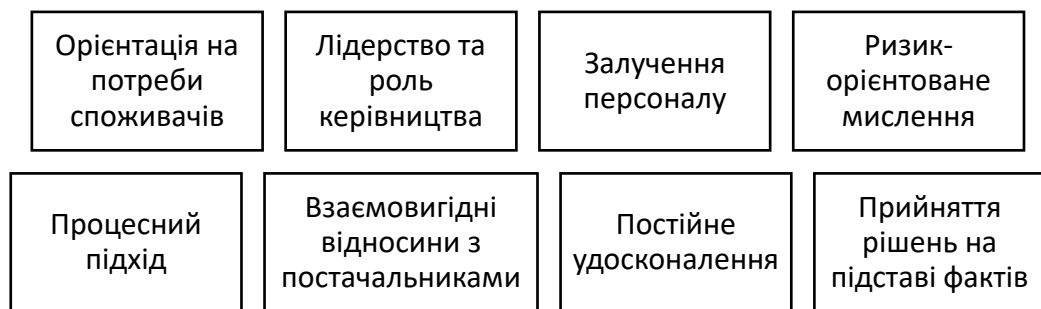 Орієнтація на
потреби
споживачів
Лідерство та
роль
керівництва
Залучення
персоналу
Ризик-
орієнтоване
мислення
Процесний
підхід
Взаємовигідні
відносини з
постачальниками
Постійне
удосконалення
Прийняття
рішень на
підставі фактів